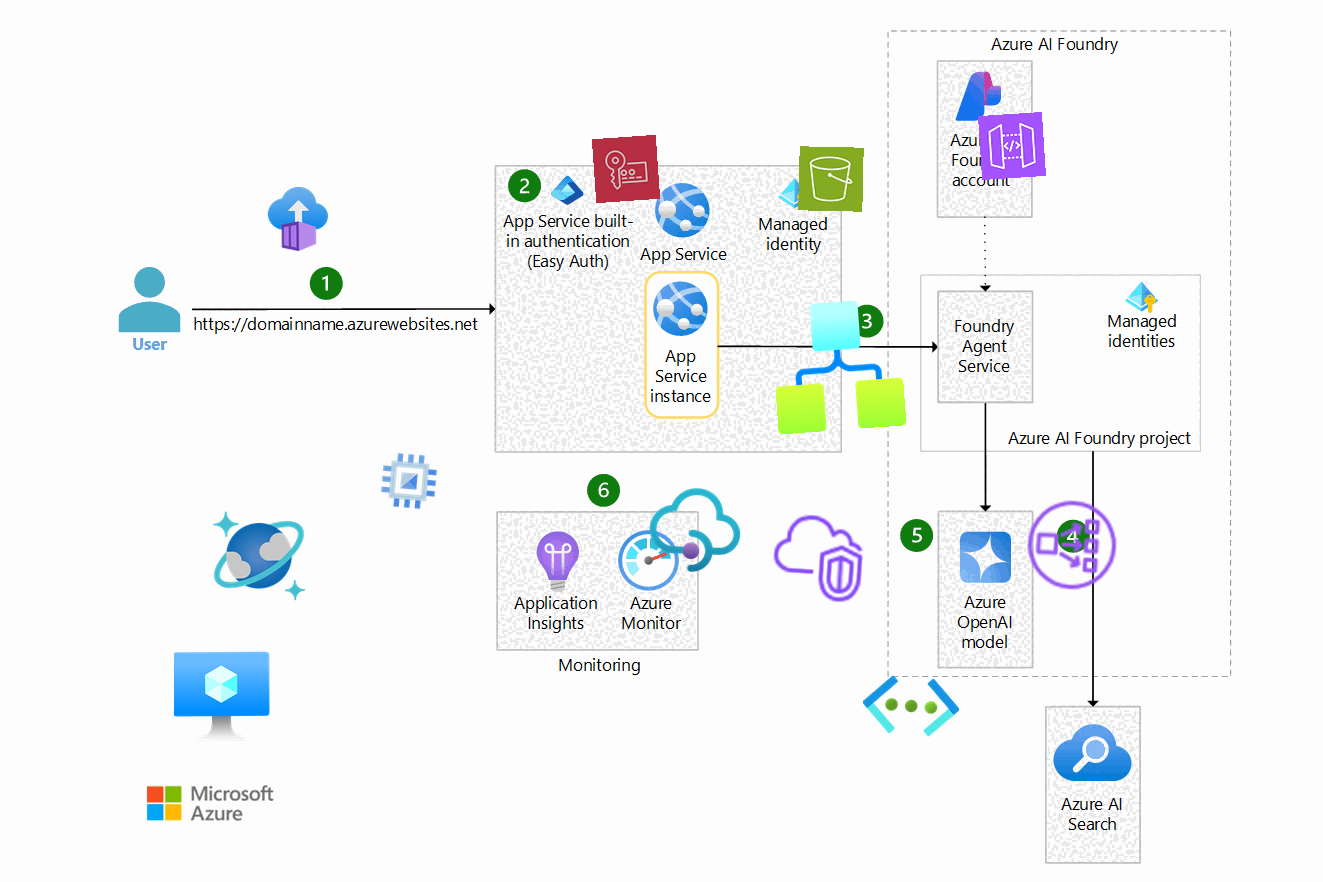 Azure AI Foundry
account
1
User
https://domainname.azurewebsites.net
2
App Service built-
in authentication
(Easy Auth)
App Service
Managed
identity
App
Service
instance
3
Foundry
Agent
Service
Managed
identities
Azure AI Foundry project
6
Application
Insights
Azure
Monitor
Monitoring
5
4
Azure
OpenAI
model
Azure AI
Search
Microsoft
Azure